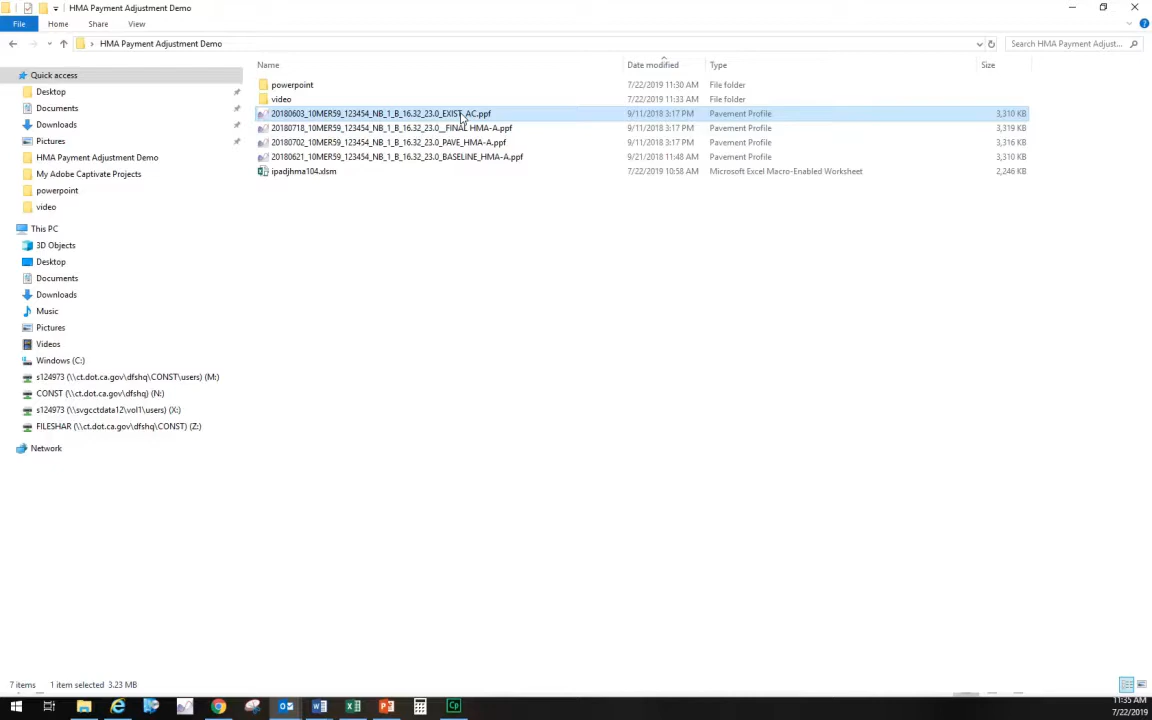 HMA Payment Adjustment Demo
File Home Share View
HMA Payment Adjustment Demo
Search HMA Payment Adjust...
Name Date modified Type Size
Quick access
Desktop
Documents
Downloads
Pictures
HMA Payment Adjustment Demo
My Adobe Captivate Projects
powerpoint
video
This PC
3D Objects
Desktop
Documents
Downloads
Music
Pictures
Videos
Windows (C:)
s124973 (\\ct.dot.ca.gov\dfshq\CONST\users) (M:)
CONST (\\ct.dot.ca.gov\dfshq) (N:)
s124973 (\\svgcctdata12\vol1\users) (X:)
FILESHAR (\\ct.dot.ca.gov\dfshq\CONST) (Z:)
Network
powerpoint 7/22/2019 11:30 AM File folder
video 7/22/2019 11:33 AM File folder
20180603_10MER59_123454_NB_1_B_16.32_23.0_EXIST_AC.ppf 9/11/2018 3:17 PM Pavement Profile 3,310 KB
20180718_10MER59_123454_NB_1_B_16.32_23.0__FINAL HMA-A.ppf 9/11/2018 3:17 PM Pavement Profile 3,319 KB
20180702_10MER59_123454_NB_1_B_16.32_23.0_PAVE_HMA-A.ppf 9/11/2018 3:17 PM Pavement Profile 3,316 KB
20180621_10MER59_123454_NB_1_B_16.32_23.0_BASELINE_HMA-A.ppf 9/21/2018 11:48 AM Pavement Profile 3,310 KB
ipadjhma104.xlsm 7/22/2019 10:58 AM Microsoft Excel Macro-Enabled Worksheet 2,246 KB
7 items 1 item selected 3.23 MB
11:35 AM
7/22/2019